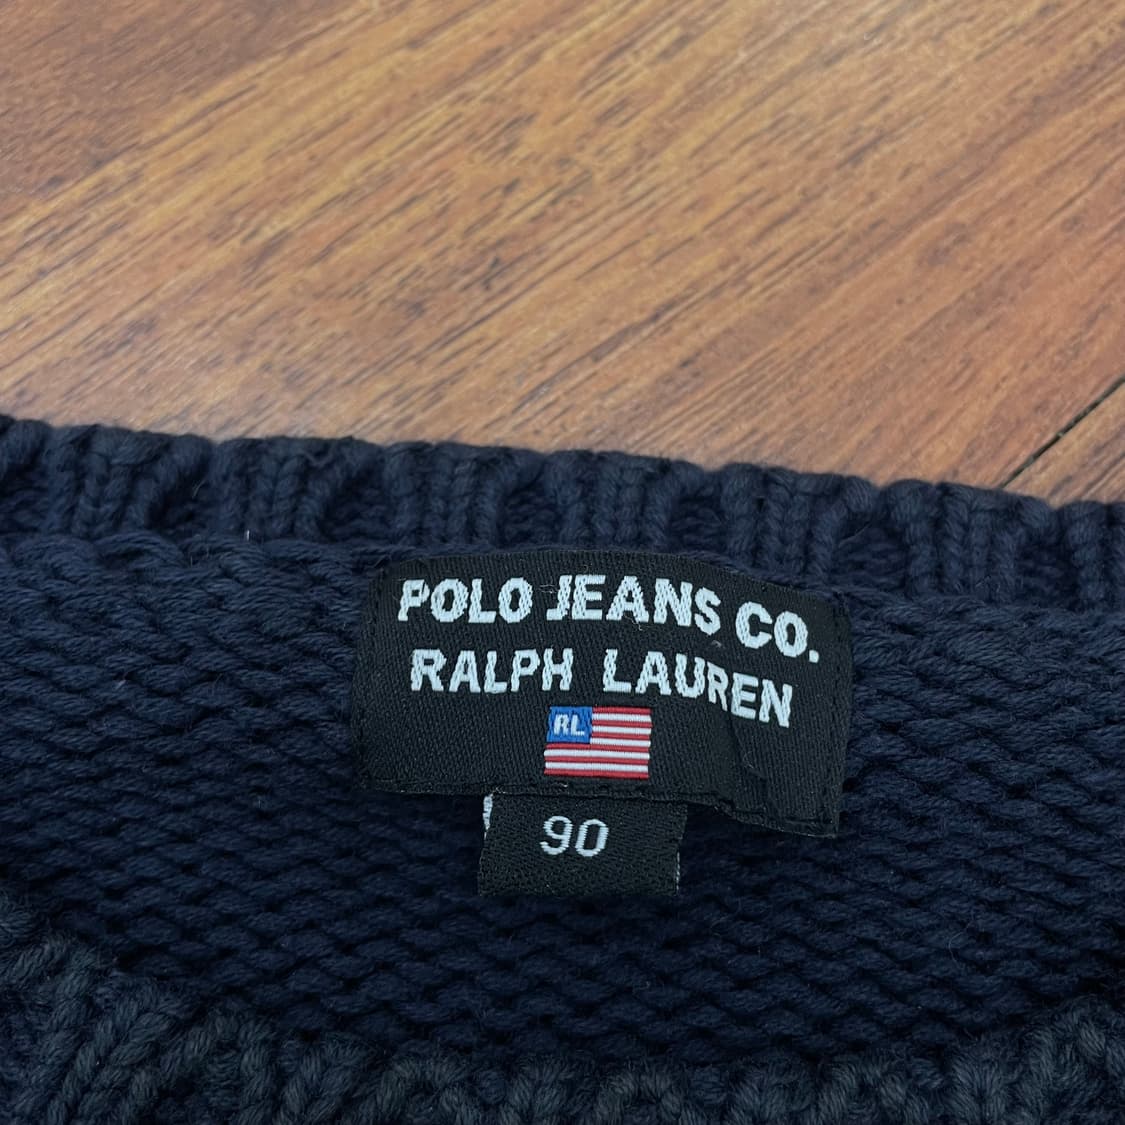 POLO JEANS CO.
RALPH LAUREN
RL
90